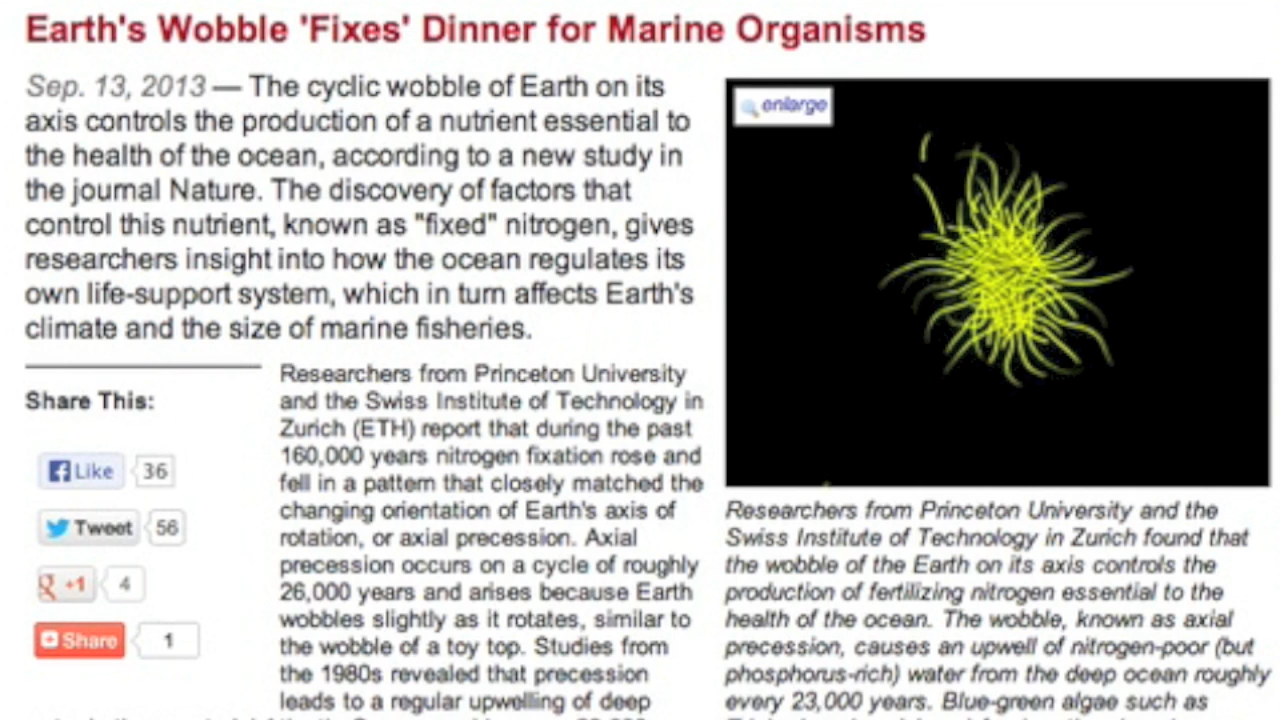 Earth's Wobble 'Fixes' Dinner for Marine Organisms
Sep. 13, 2013 — The cyclic wobble of Earth on its
axis controls the production of a nutrient essential to
the health of the ocean, according to a new study in
the journal Nature. The discovery of factors that
control this nutrient, known as "fixed" nitrogen, gives
researchers insight into how the ocean regulates its
own life-support system, which in turn affects Earth's
climate and the size of marine fisheries.
Share This:
Like 36
Tweet 56
+1 4
Share 1
Researchers from Princeton University
and the Swiss Institute of Technology in
Zurich (ETH) report that during the past
160,000 years nitrogen fixation rose and
fell in a pattern that closely matched the
changing orientation of Earth's axis of
rotation, or axial precession. Axial
precession occurs on a cycle of roughly
26,000 years and arises because Earth
wobbles slightly as it rotates, similar to
the wobble of a toy top. Studies from
the 1980s revealed that precession
leads to a regular upwelling of deep
enlarge
Researchers from Princeton University and the
Swiss Institute of Technology in Zurich found that
the wobble of the Earth on its axis controls the
production of fertilizing nitrogen essential to the
health of the ocean. The wobble, known as axial
precession, causes an upwell of nitrogen-poor (but
phosphorus-rich) water from the deep ocean roughly
every 23,000 years. Blue-green algae such as